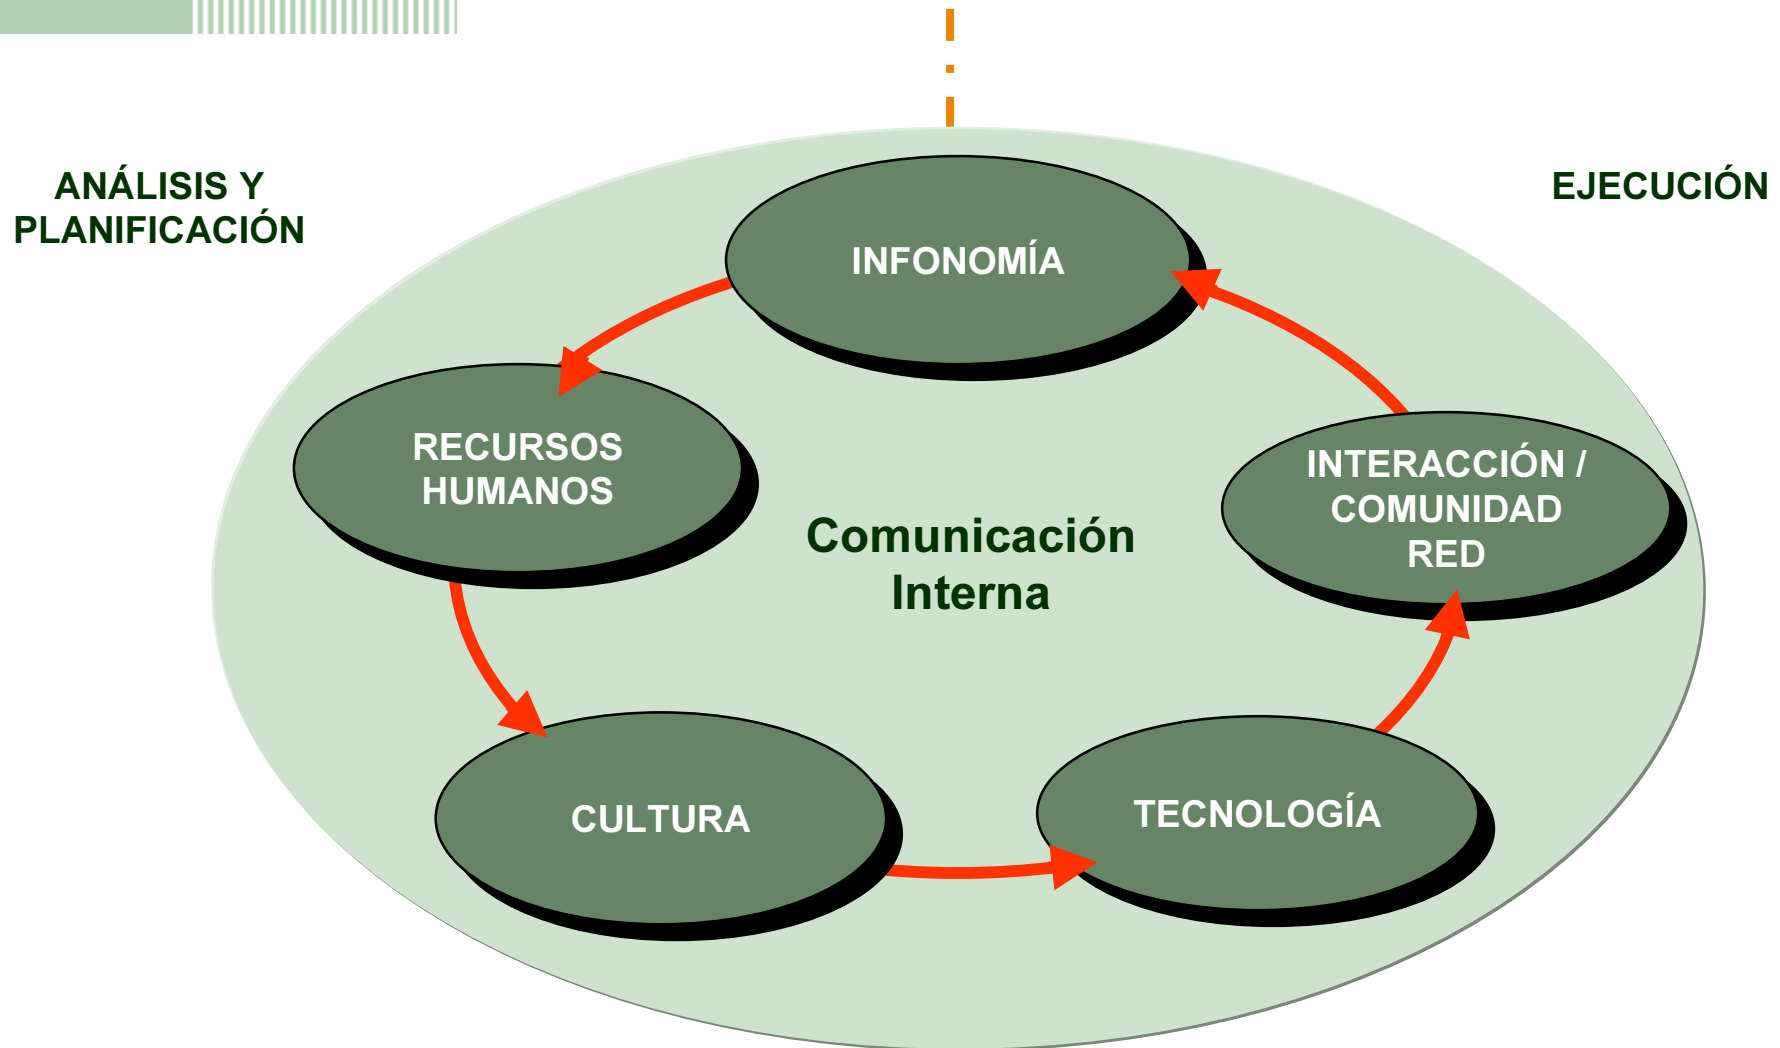 ANÁLISIS Y
PLANIFICACIÓN
EJECUCIÓN
INFONOMÍA
RECURSOS
HUMANOS
INTERACCIÓN /
COMUNIDAD
RED
Comunicación
Interna
CULTURA
TECNOLOGÍA